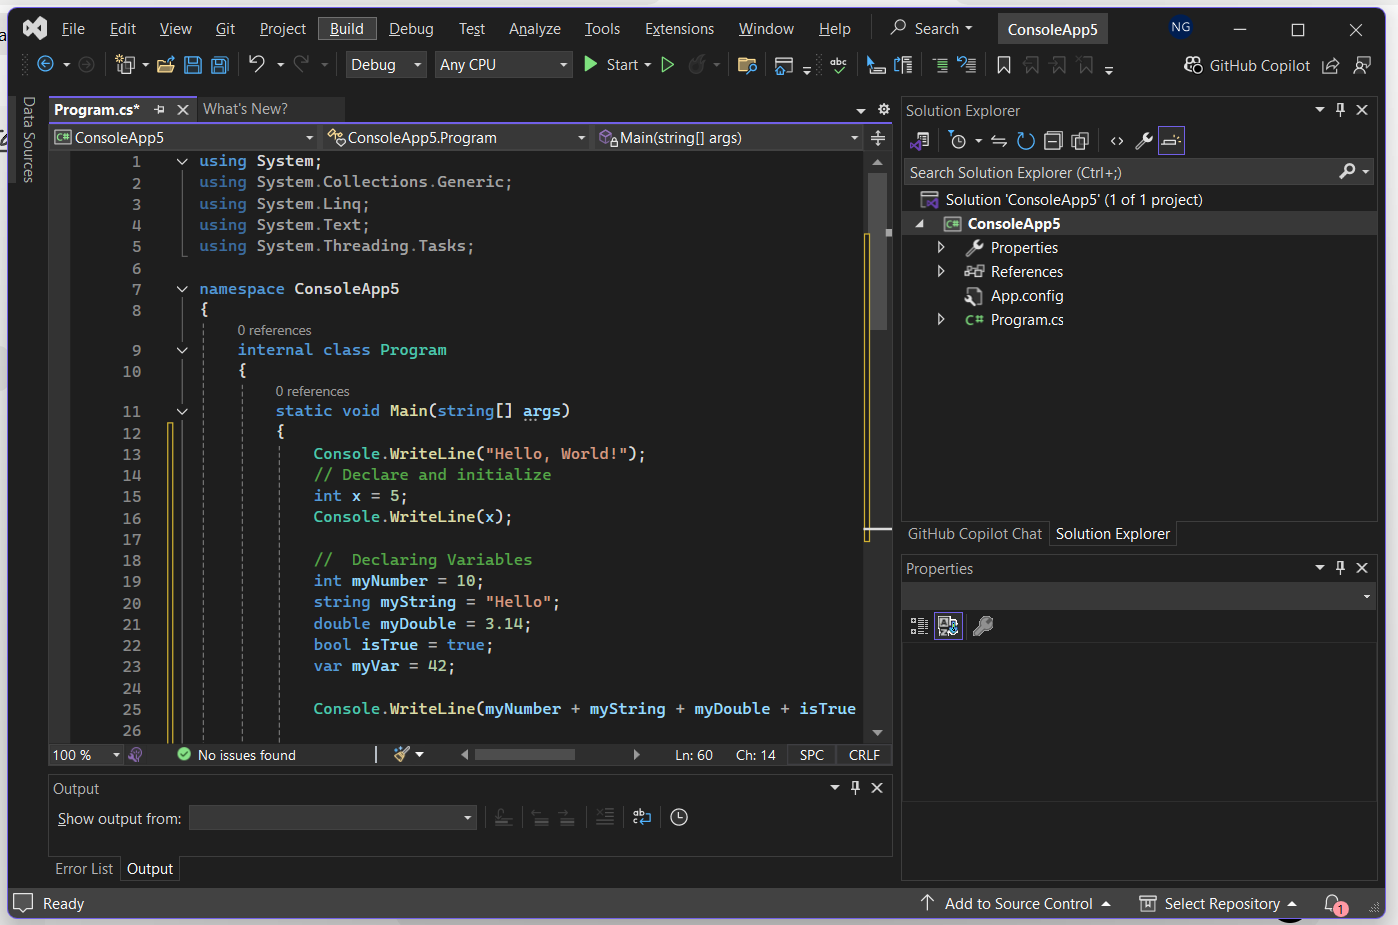 File Edit View Git Project Build Debug Test Analyze Tools Extensions Window Help Search ConsoleApp5 NG
Debug Any CPU Start GitHub Copilot
Data Sources
Program.cs* What's New?
ConsoleApp5 ConsoleApp5.Program Main(string[] args)
1 using System;
2 using System.Collections.Generic;
3 using System.Linq;
4 using System.Text;
5 using System.Threading.Tasks;
6
7 namespace ConsoleApp5
8 {
0 references
9 internal class Program
10 {
0 references
11 static void Main(string[] args)
12 {
13 Console.WriteLine("Hello, World!");
14 // Declare and initialize
15 int x = 5;
16 Console.WriteLine(x);
17
18 //  Declaring Variables
19 int myNumber = 10;
20 string myString = "Hello";
21 double myDouble = 3.14;
22 bool isTrue = true;
23 var myVar = 42;
24
25 Console.WriteLine(myNumber + myString + myDouble + isTrue
26
100 % No issues found Ln: 60 Ch: 14 SPC CRLF
Output
Show output from:
Error List Output
Solution Explorer
Search Solution Explorer (Ctrl+;)
Solution 'ConsoleApp5' (1 of 1 project)
C# ConsoleApp5
Properties
References
App.config
C# Program.cs
GitHub Copilot Chat Solution Explorer
Properties
Ready Add to Source Control Select Repository 1